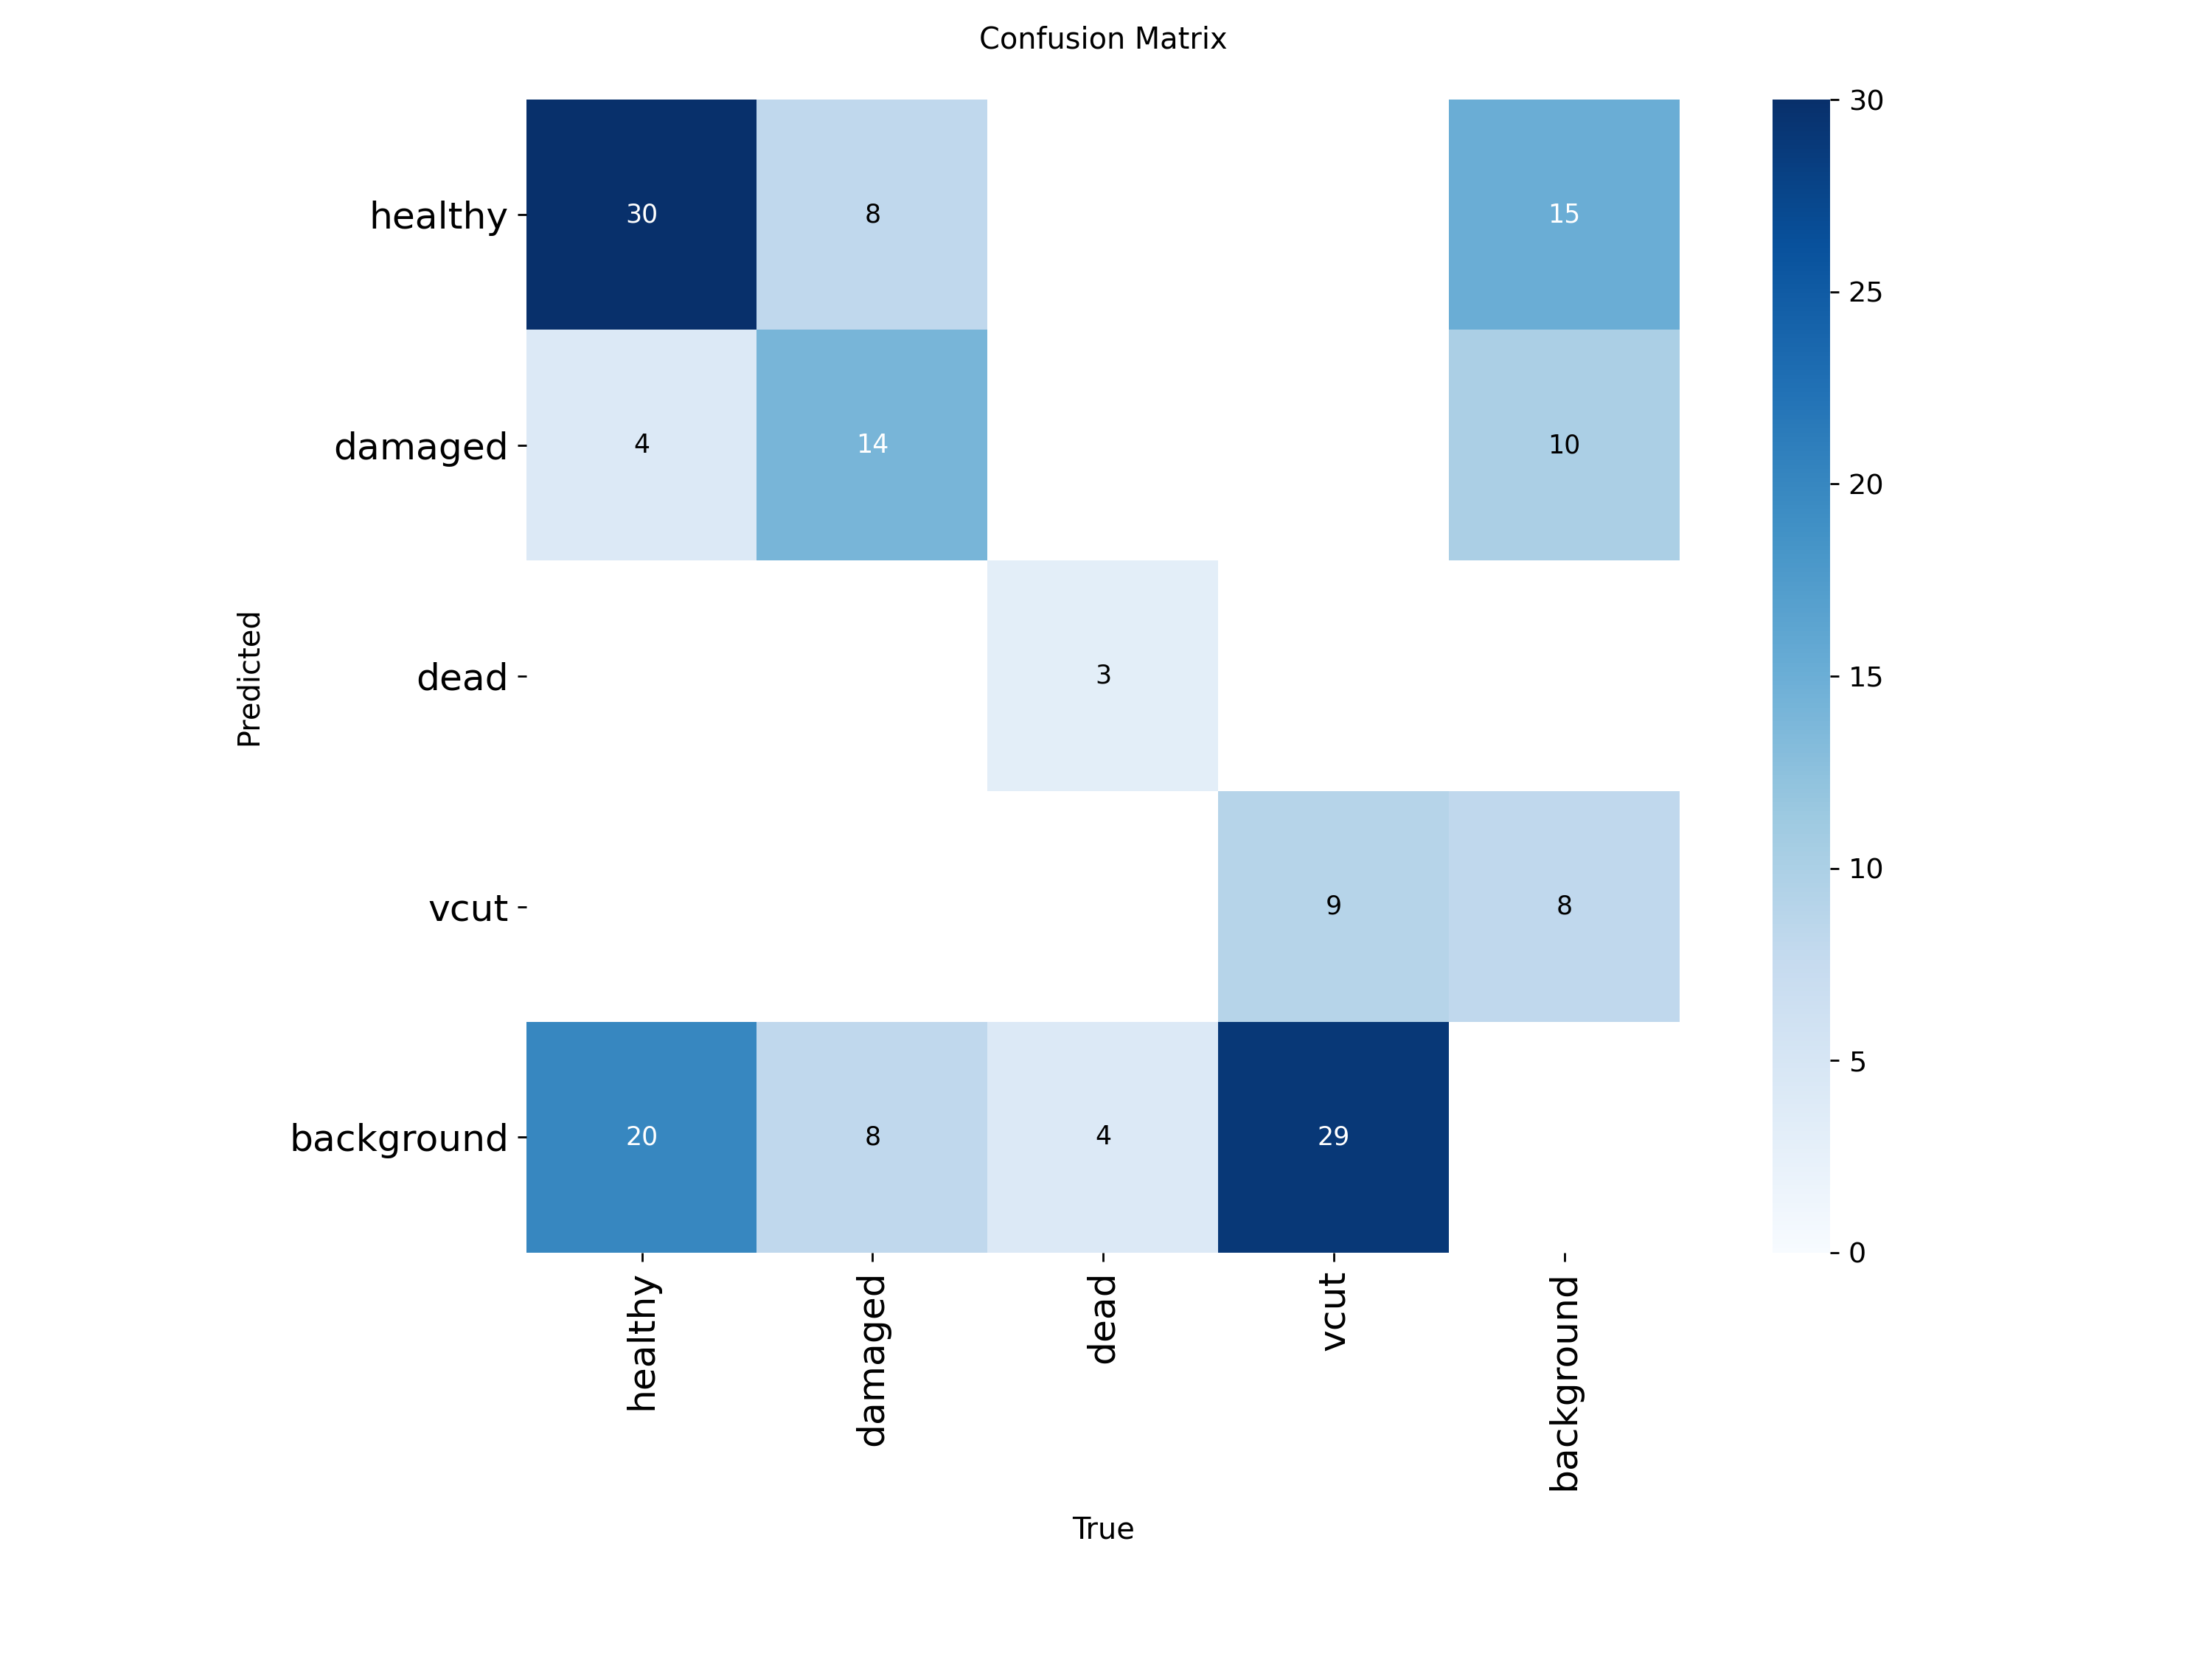 Confusion Matrix
healthy
damaged
dead
vcut
background
Predicted
30 8 15
4 14 10
3
9 8
20 8 4 29
healthy
damaged
dead
vcut
background
True
30
25
20
15
10
5
0